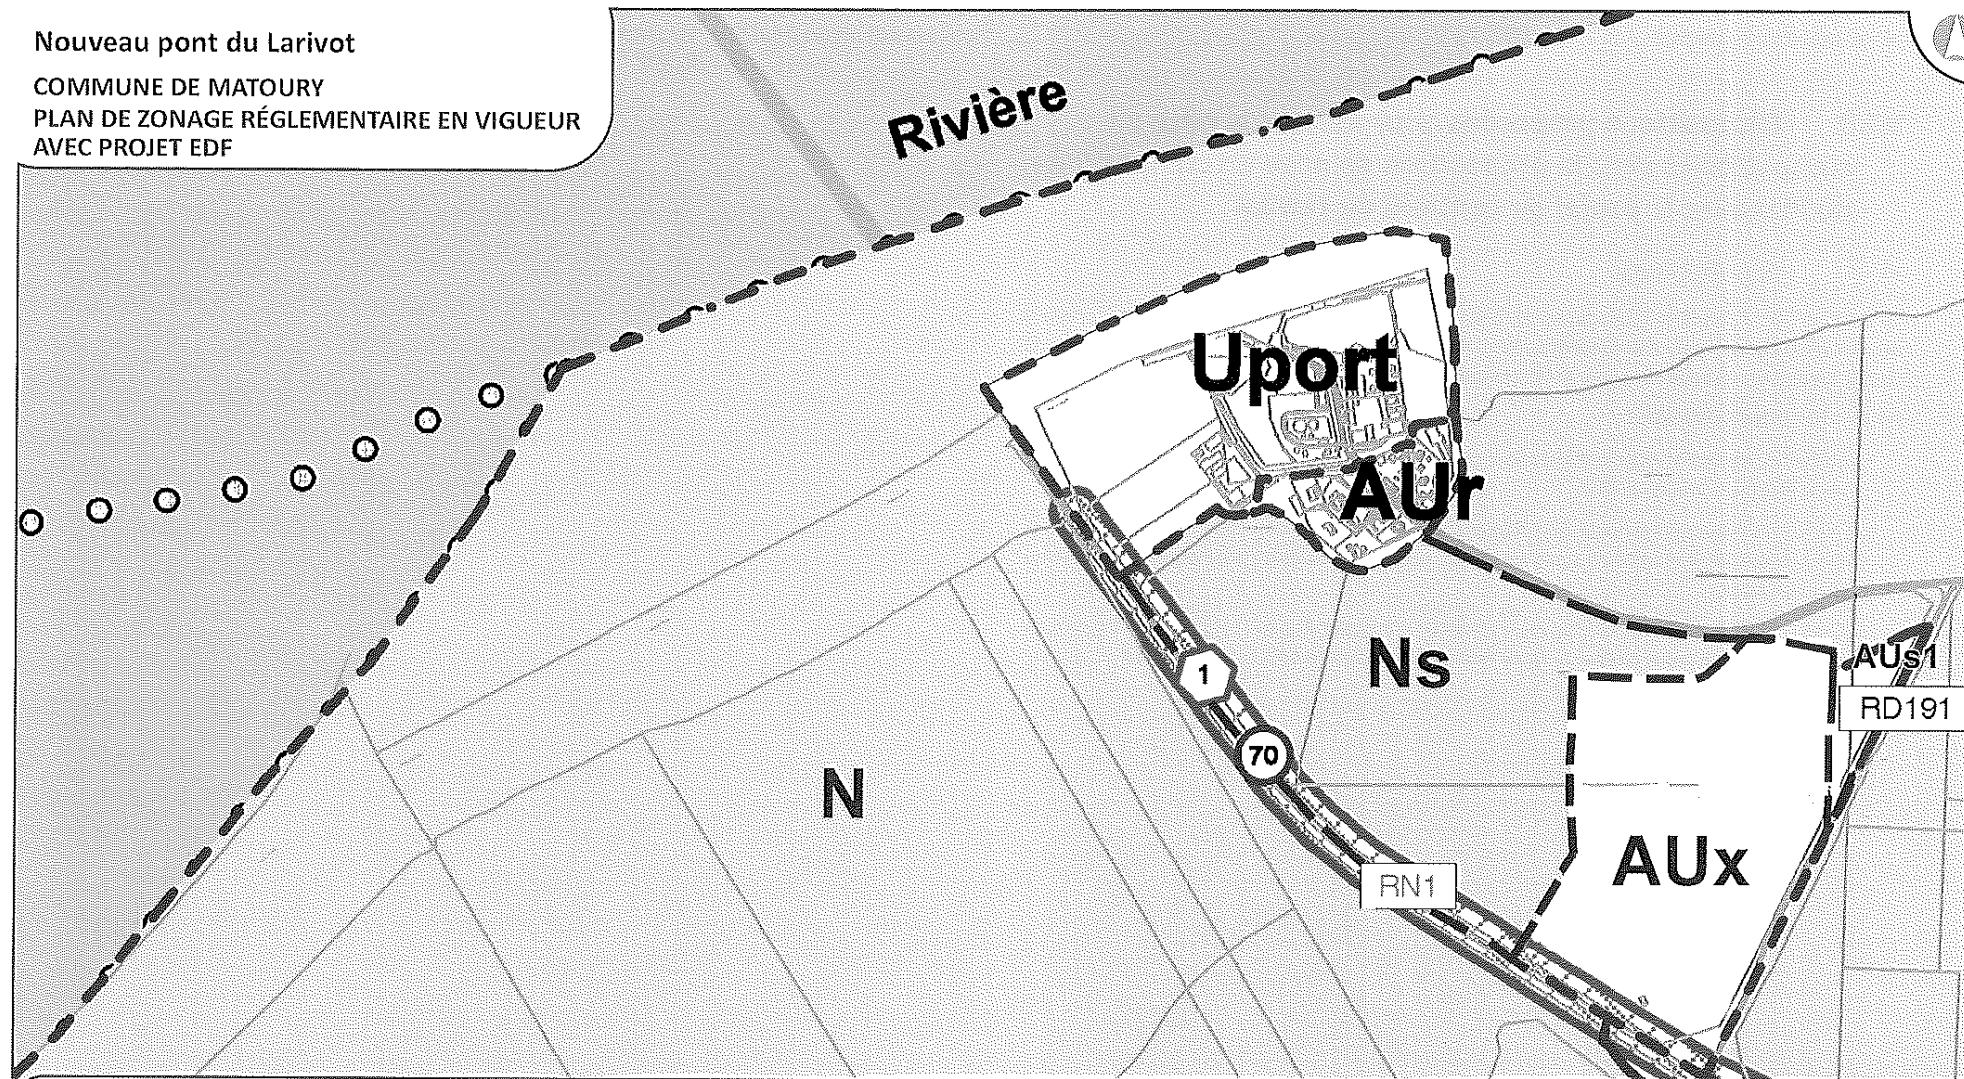 Nouveau pont du Larivot
COMMUNE DE MATOURY
PLAN DE ZONAGE RÉGLEMENTAIRE EN VIGUEUR
AVEC PROJET EDF
Rivière
Uport
AUr
Ns
1
AUs1
RD191
70
N
AUx
RN1